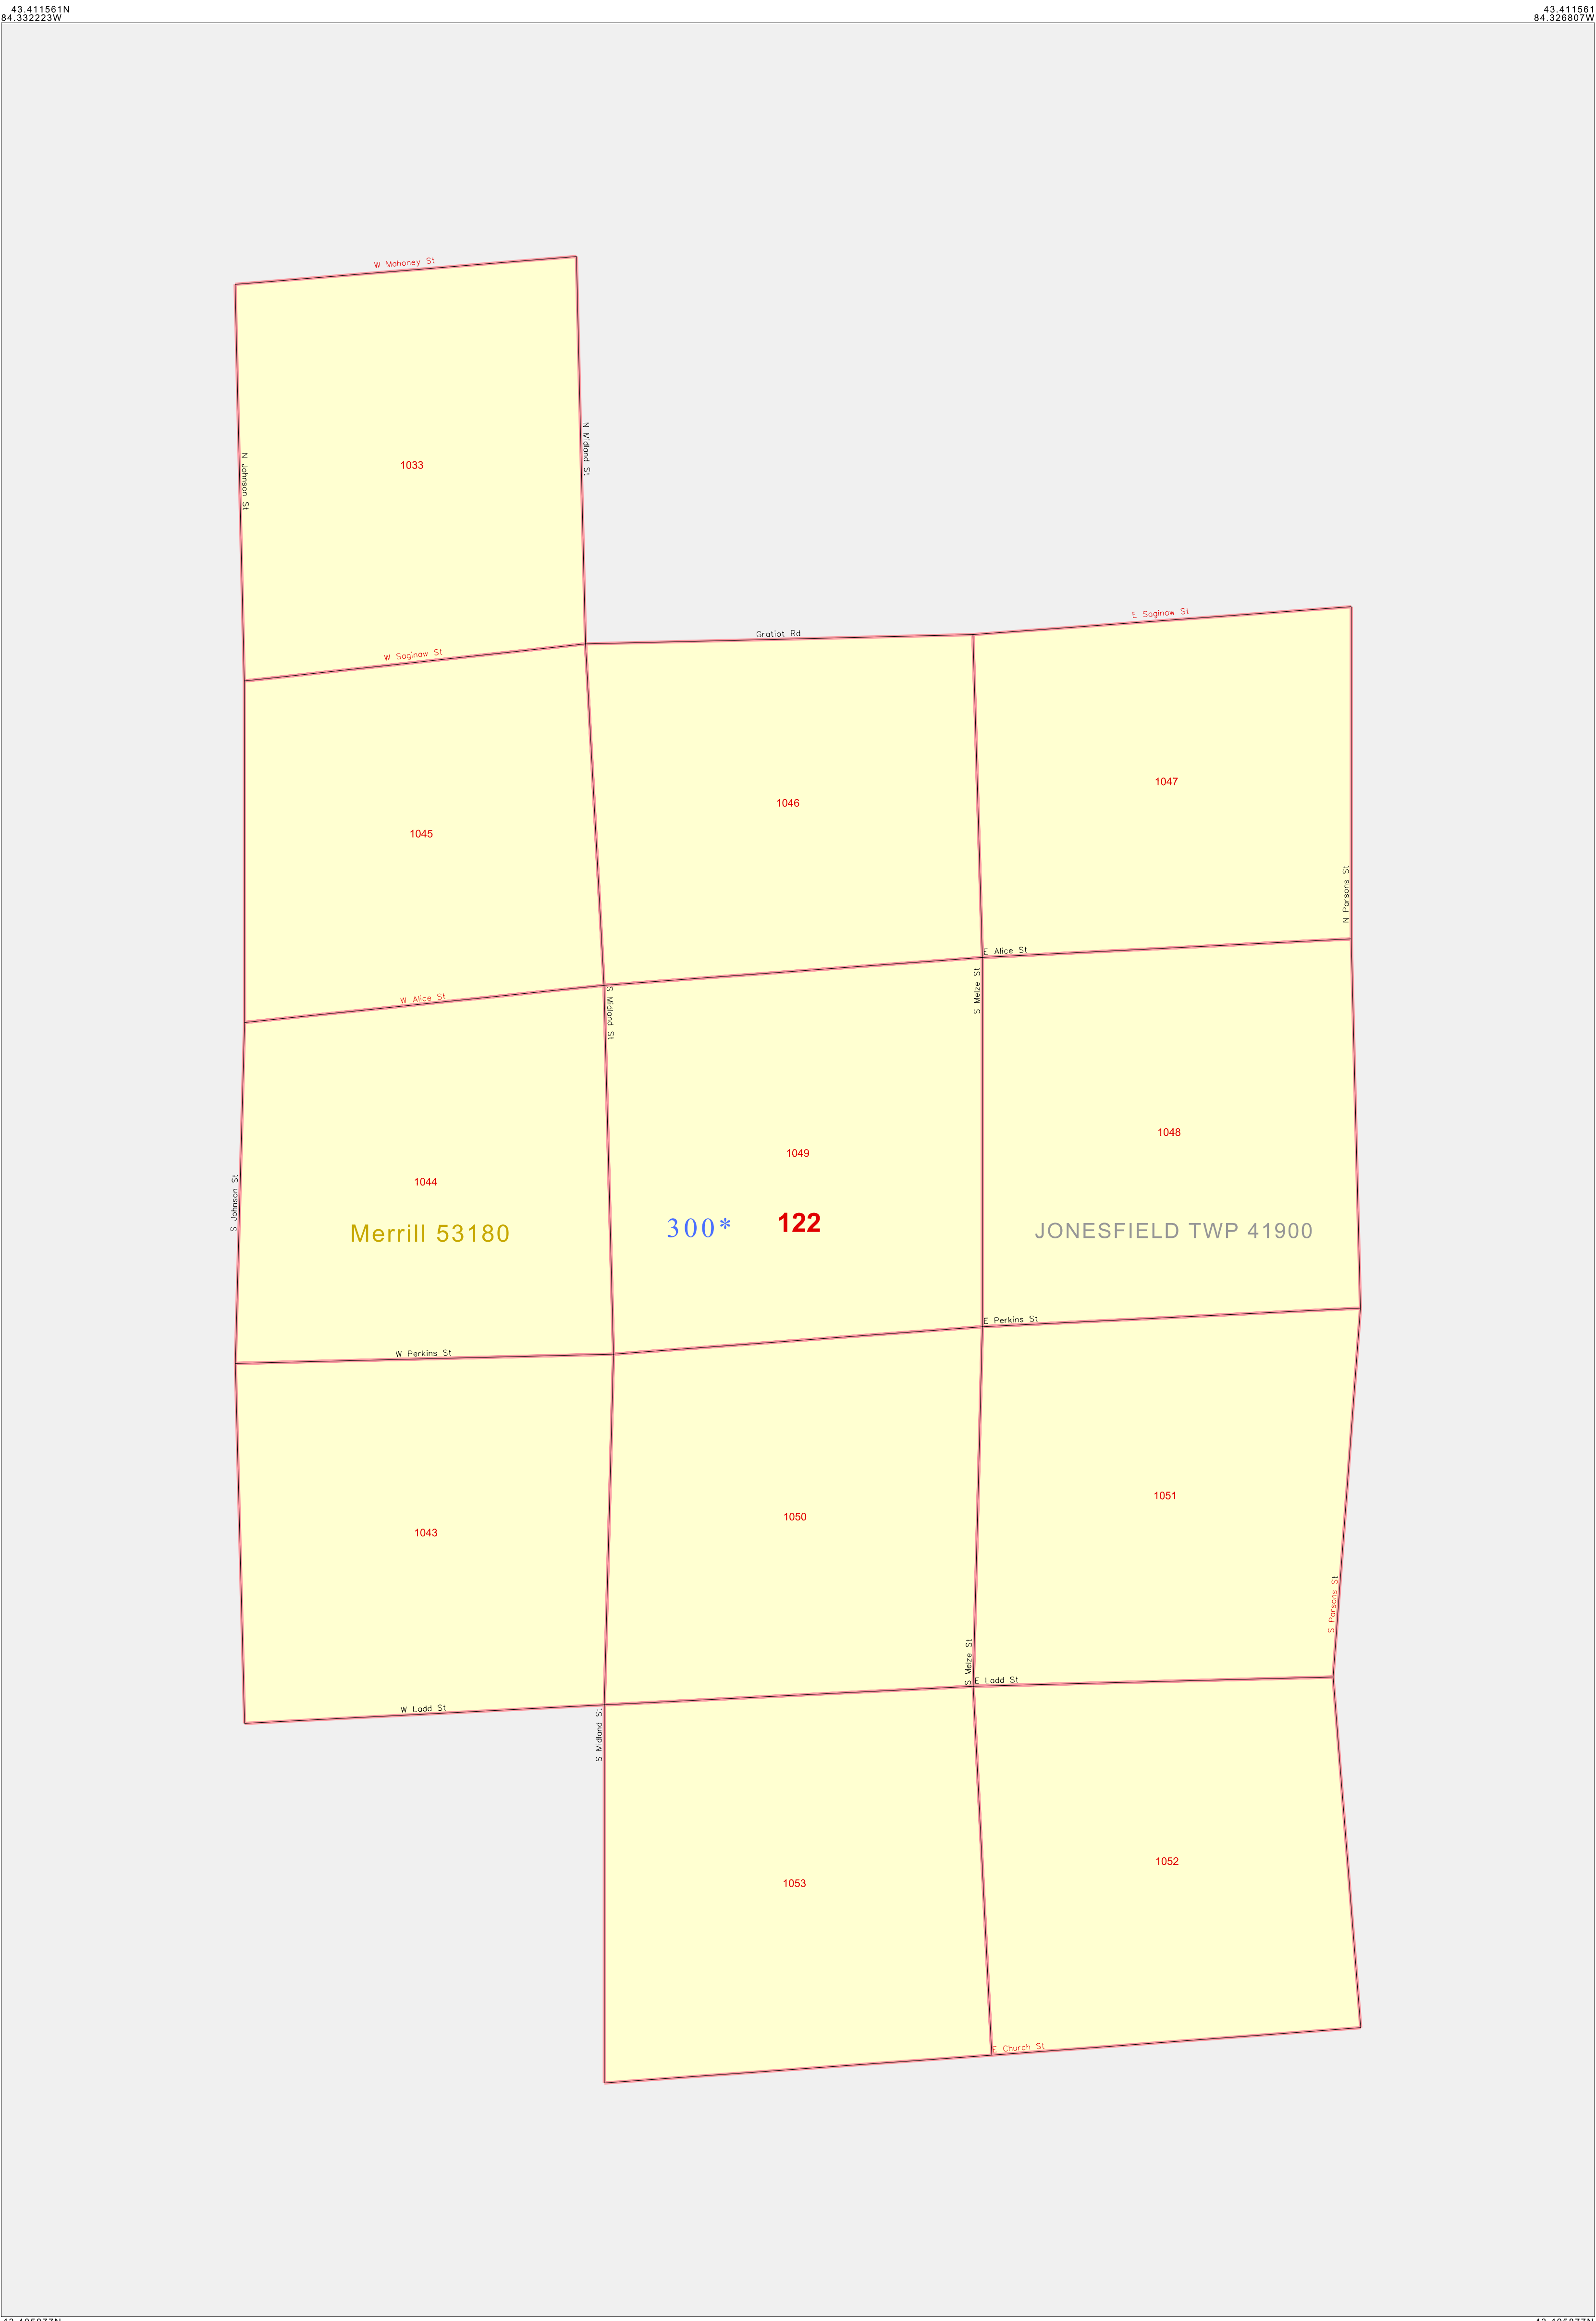 43.411561N
84.332223W
43.411561
84.326807W
W Mahoney St
N Midland St
1033
N Johnson St
E Saginaw St
Gratiot Rd
W Saginaw St
1047
1046
1045
N Parsons St
E Alice St
S Melze St
W Alice St
S Midland St
1048
1049
1044
S Johnson St
Merrill 53180
300*
122
JONESFIELD TWP 41900
E Perkins St
W Perkins St
1051
1050
1043
S Parsons St
S Melze St
E Ladd St
W Ladd St
S Midland St
1052
1053
E Church St